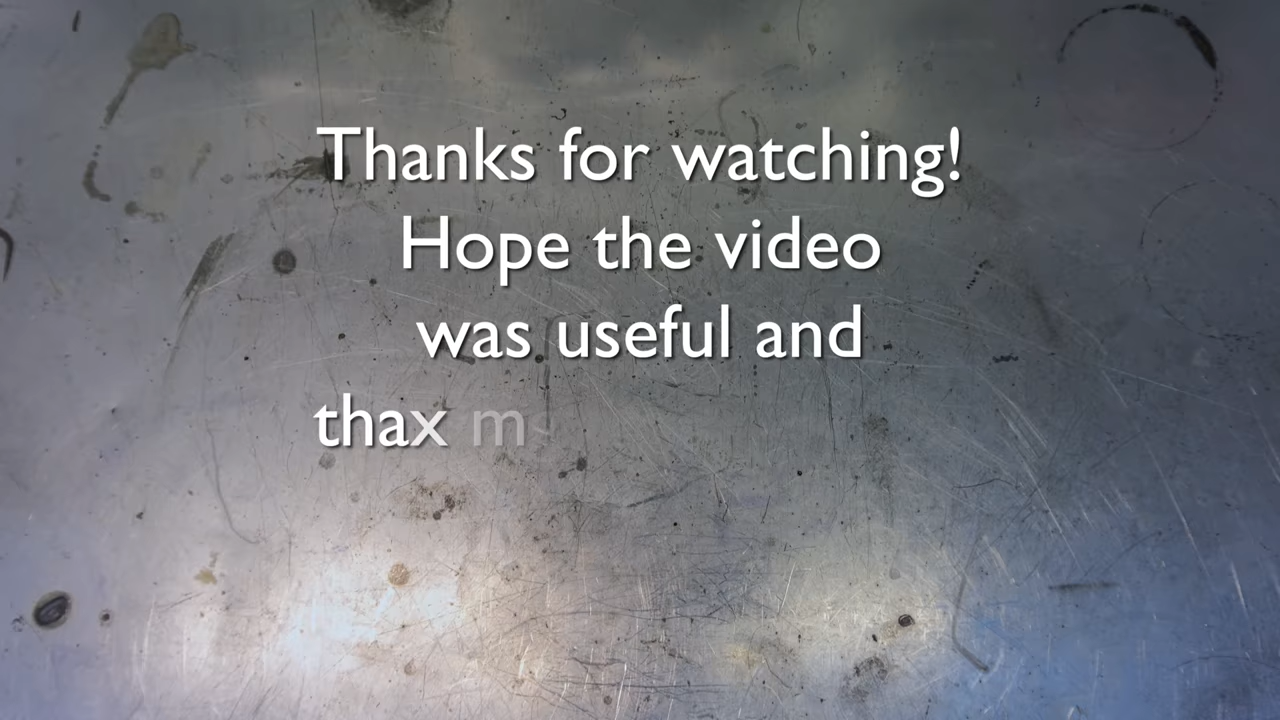 Thanks for watching!
Hope the video
was useful and
thax m